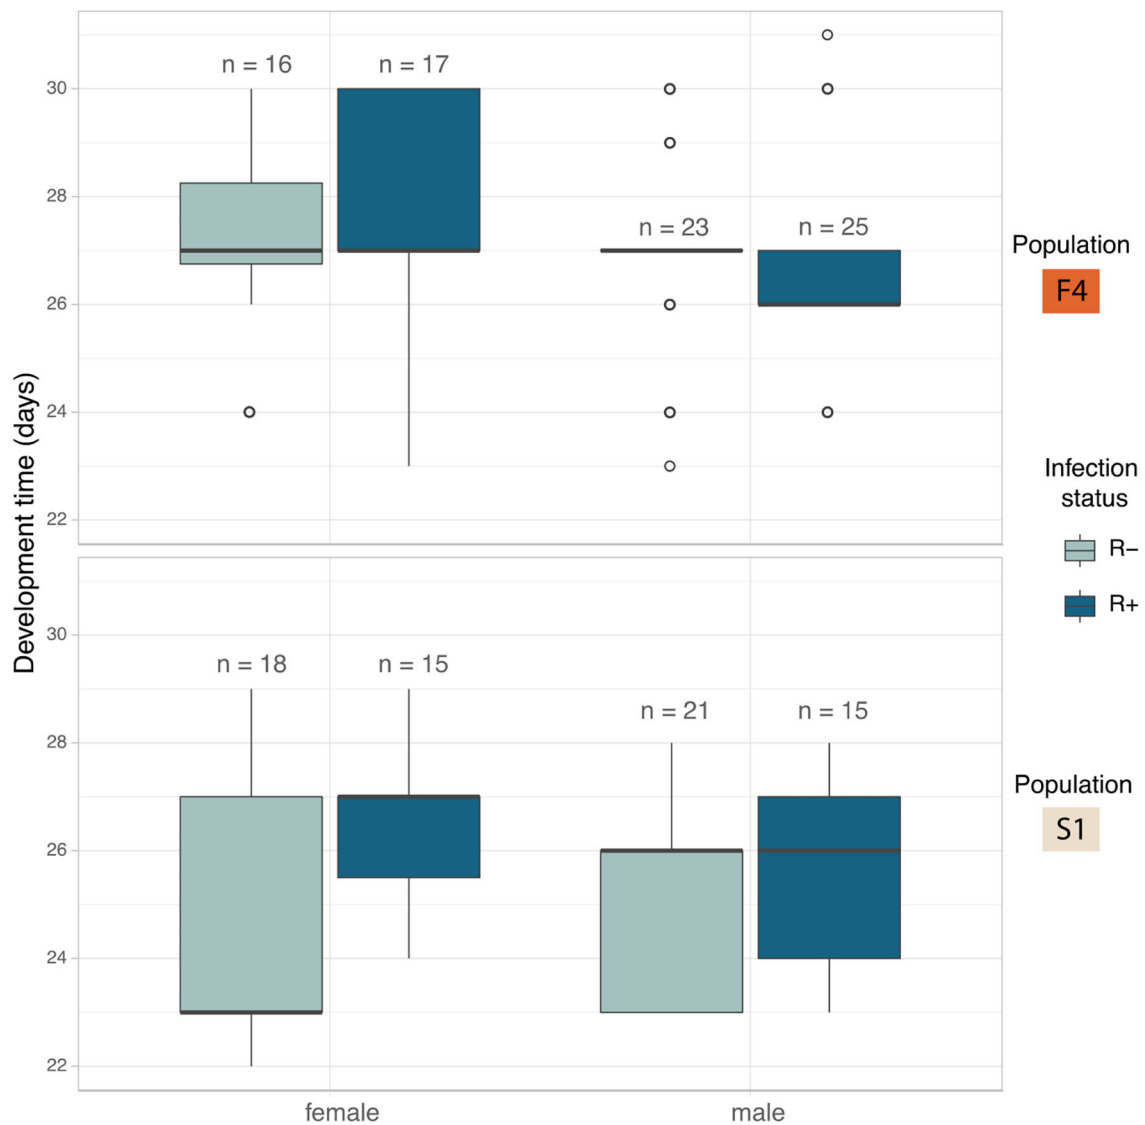 n = 16
n = 17
30
28
n = 23
n = 25
Population
F4
26
24
22
Development time (days)
Infection
status
R−
R+
30
n = 18
n = 15
n = 21
n = 15
28
Population
S1
26
24
22
female
male